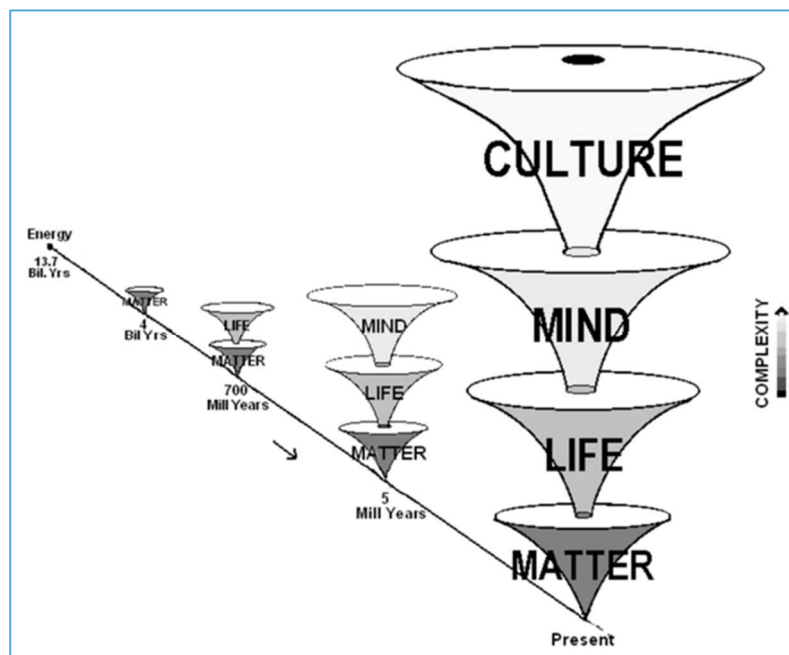 Energy
13.7
Bil. Yrs
MATTER
4
Bil Yrs
LIFE
MATTER
700
Mill Years
MIND
LIFE
MATTER
5
Mill Years
CULTURE
MIND
LIFE
MATTER
Present
COMPLEXITY